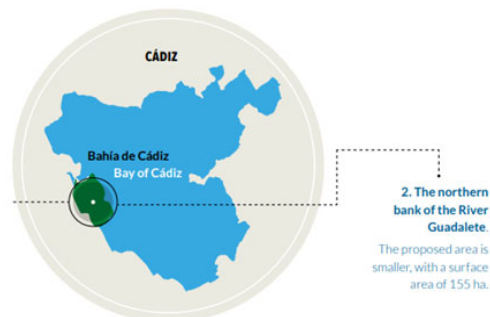 CÁDIZ
Bahía de Cádiz
Bay of Cádiz
2. The northern
bank of the River
Guadalete.
The proposed area is
smaller, with a surface
area of 155 ha.